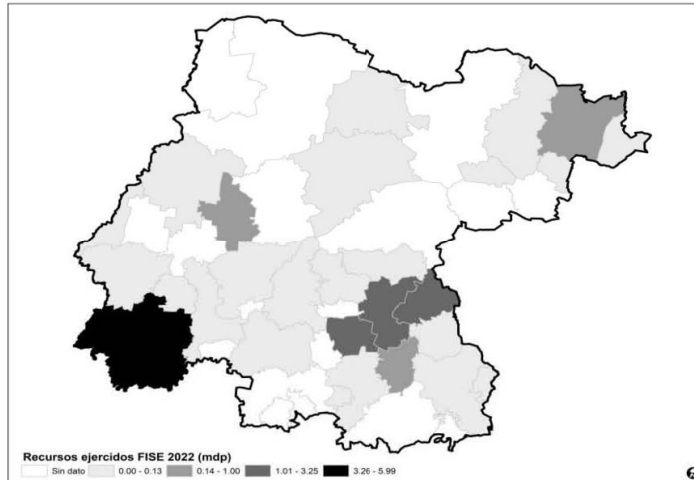 Recursos ejercidos FISE 2022 (mdp)
Sin dato 0.00 - 0.13 0.14 - 1.00 1.01 - 3.25 3.26 - 5.99